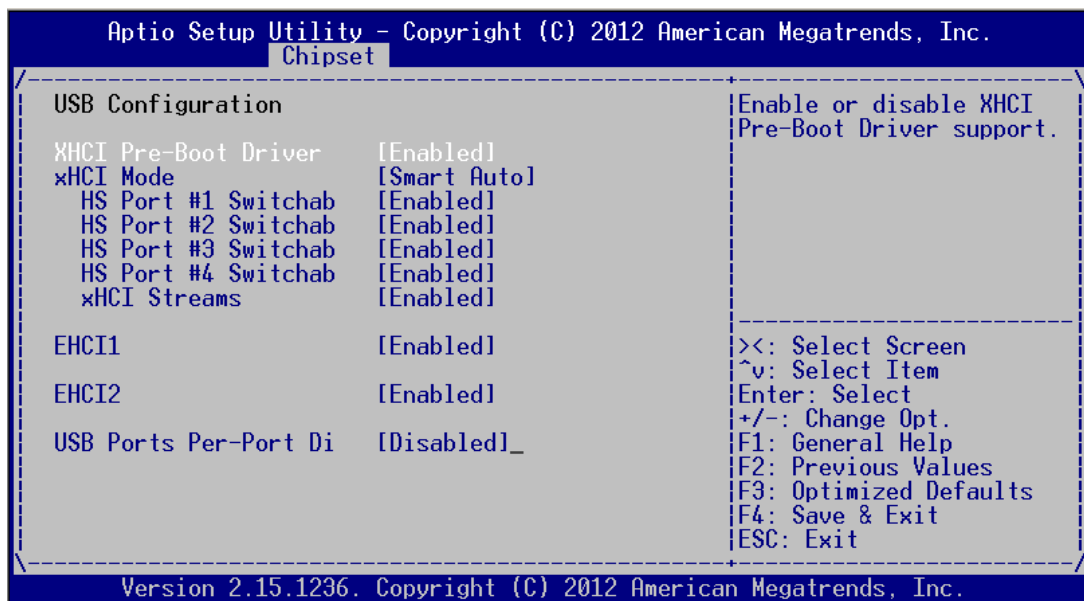 Aptio Setup Utility - Copyright (C) 2012 American Megatrends, Inc.
Chipset
USB Configuration
XHCI Pre-Boot Driver [Enabled]
xHCI Mode [Smart Auto]
HS Port #1 Switchab [Enabled]
HS Port #2 Switchab [Enabled]
HS Port #3 Switchab [Enabled]
HS Port #4 Switchab [Enabled]
xHCI Streams [Enabled]
EHCI1 [Enabled]
EHCI2 [Enabled]
USB Ports Per-Port Di [Disabled]_
Enable or disable XHCI
Pre-Boot Driver support.
><: Select Screen
^v: Select Item
Enter: Select
+/-: Change Opt.
F1: General Help
F2: Previous Values
F3: Optimized Defaults
F4: Save & Exit
ESC: Exit
Version 2.15.1236. Copyright (C) 2012 American Megatrends, Inc.